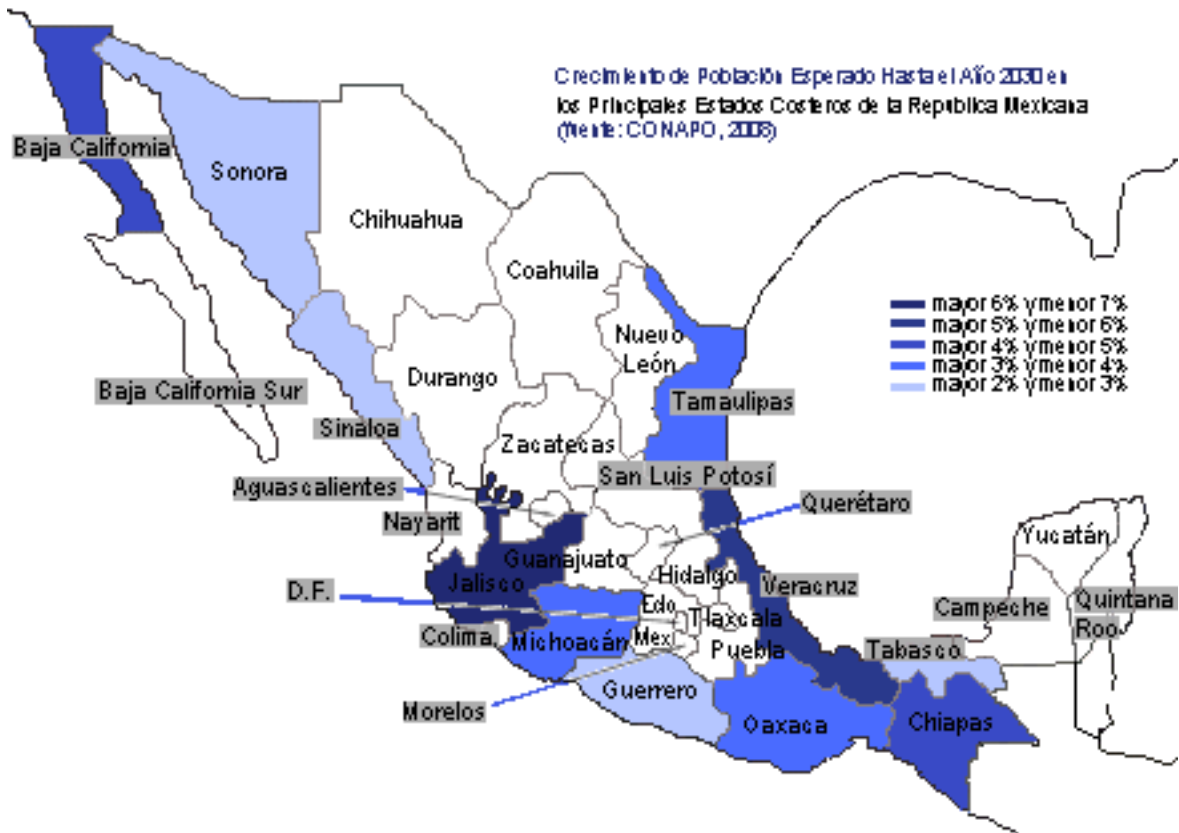 Crecimiento de Población Esperado Hasta el Año 2030 en
los Principales Estados Costeros de la Republica Mexicana
(fuente: CONAPO, 2008)
Baja California
Sonora
Chihuahua
Coahuila
mayor 6% y menor 7%
mayor 5% y menor 6%
mayor 4% y menor 5%
mayor 3% y menor 4%
mayor 2% y menor 3%
Nuevo
León
Durango
Baja California Sur
Tamaulipas
Sinaloa
Zacatecas
San Luis Potosí
Aguascalientes
Querétaro
Nayarit
Yucatán
Guanajuato
Hidalgo
Jalisco
Veracruz
D.F.
Campeche
Quintana
Roo
Edo
Tlaxcala
Colima
Michoacán
Mex
Puebla
Tabasco
Guerrero
Morelos
Oaxaca
Chiapas